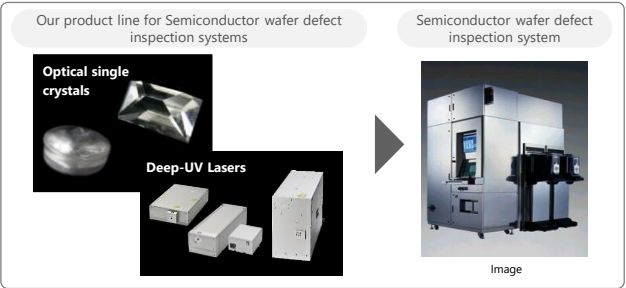 Our product line for Semiconductor wafer defect
inspection systems
Semiconductor wafer defect
inspection system
Optical single
crystals
Deep-UV Lasers
Image